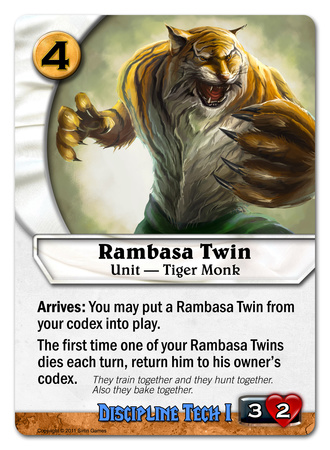 4
Rambasa Twin
Unit — Tiger Monk
Arrives: You may put a Rambasa Twin from
your codex into play.
The first time one of your Rambasa Twins
dies each turn, return him to his owner's
codex. They train together and they hunt together.
Also they bake together.
Discipline Tech I 3 2
Copyright © 2011 Sirlin Games